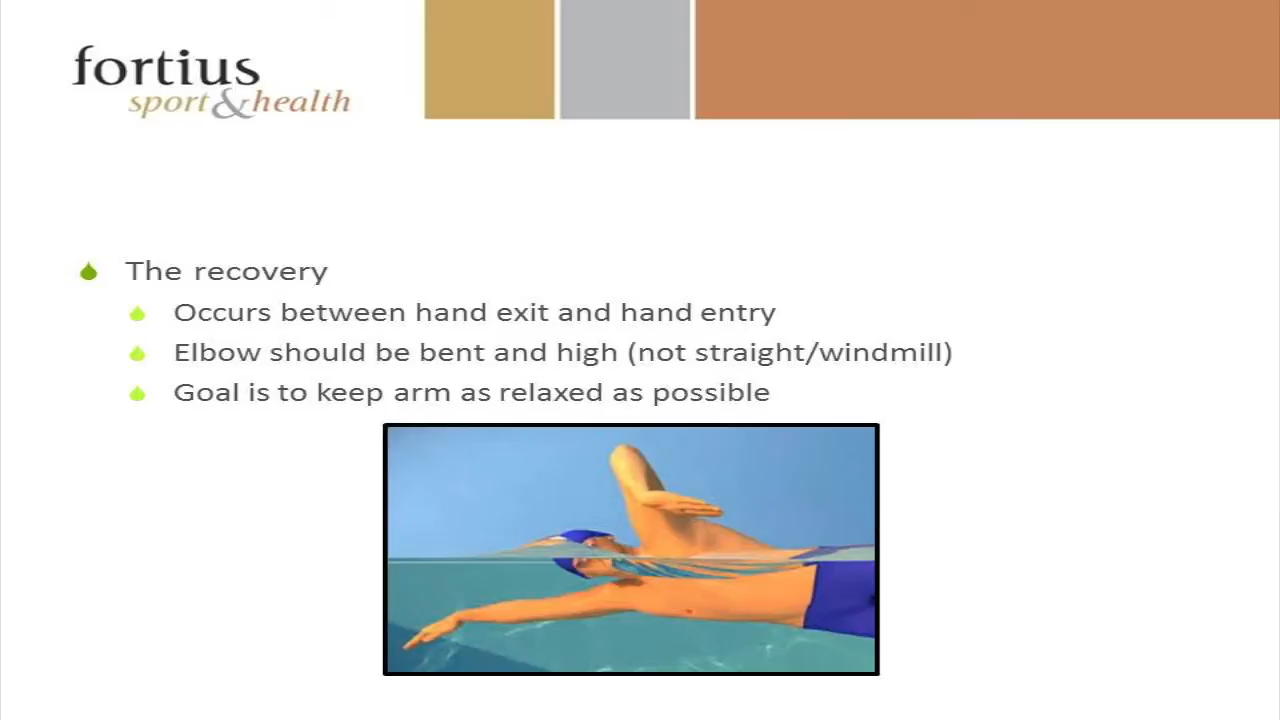 fortius
sport&health
The recovery
Occurs between hand exit and hand entry
Elbow should be bent and high (not straight/windmill)
Goal is to keep arm as relaxed as possible